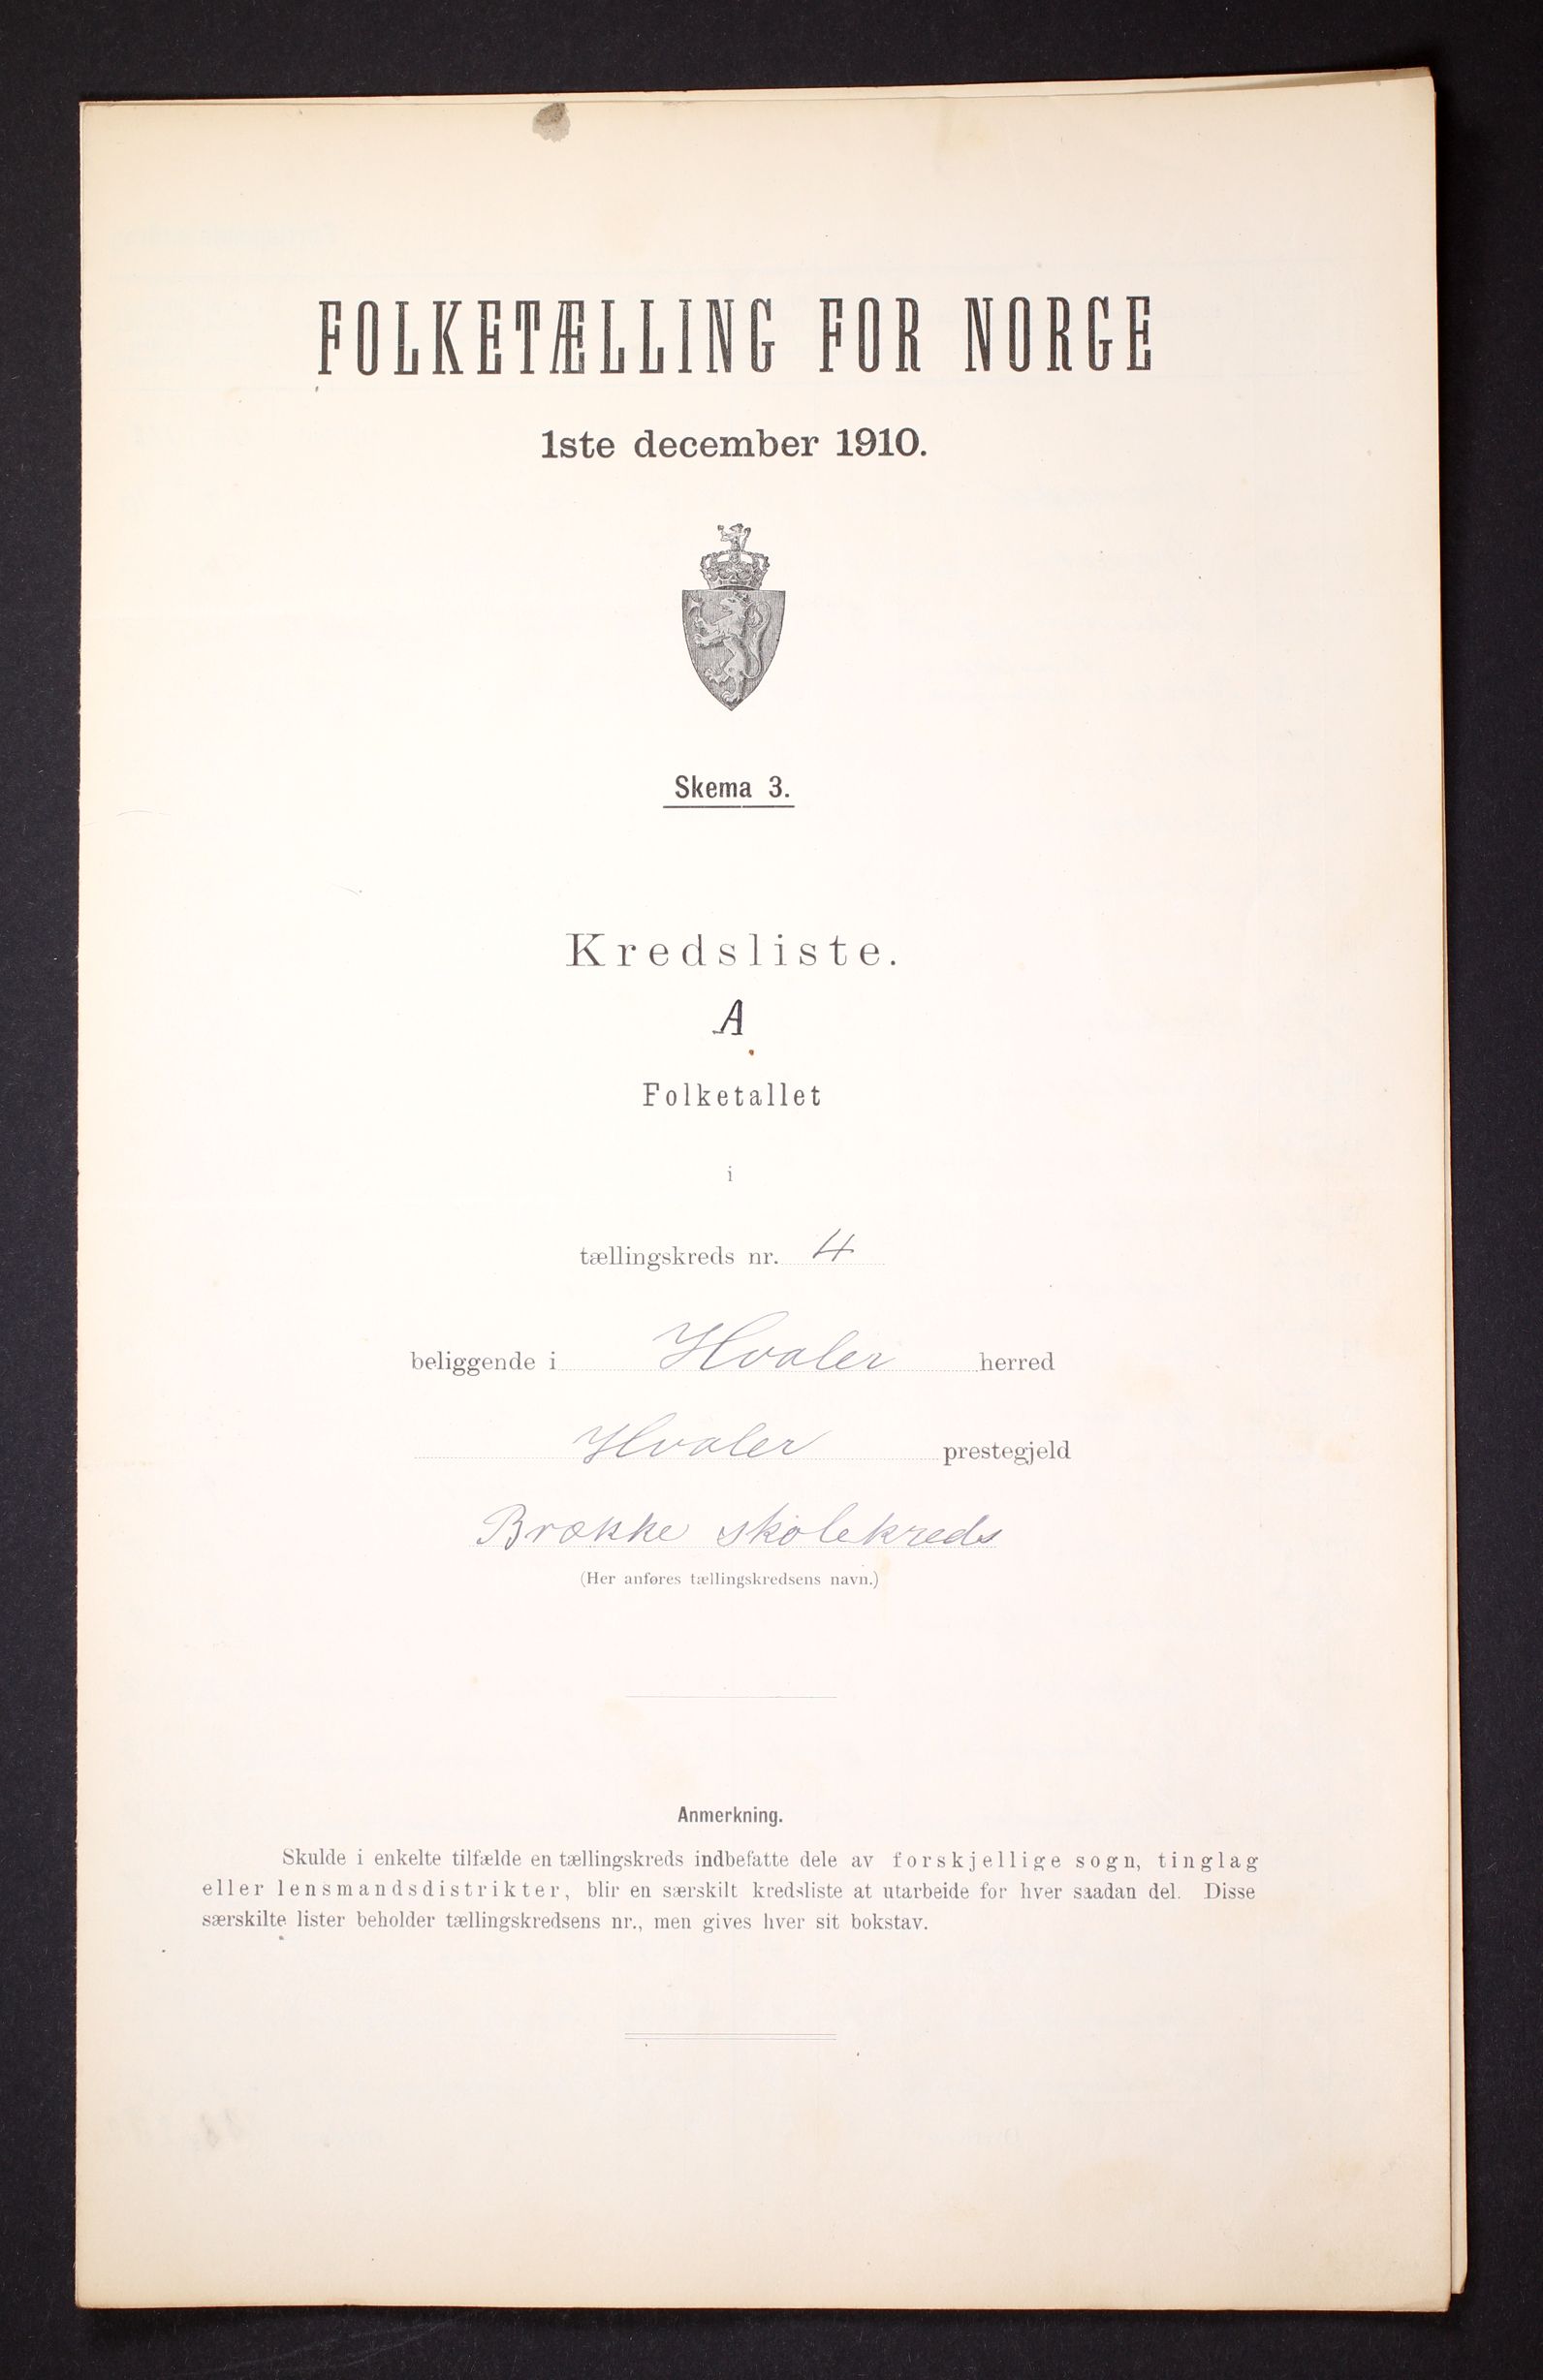 FOLKETÆLLING FOR NORGE
1ste december 1910.
Skema 3.
Kredsliste.
A
Folketallet
i
tællingskreds nr. 4
beliggende i Hvaler herred
Hvaler prestegjeld
Brække skolekreds
(Her anføres tællingskredsens navn.)
Anmerkning.
Skulde i enkelte tilfælde en tællingskreds indbefatte dele av forskjellige sogn, tinglag
eller lensmandsdistrikter, blir en særskilt kredsliste at utarbeide for hver saadan del. Disse
særskilte lister beholder tællingskredsens nr., men gives hver sit bokstav.